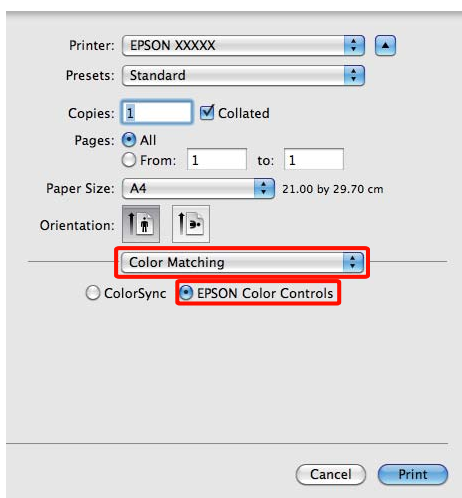 Printer: EPSON XXXXX
Presets: Standard
Copies: 1 Collated
Pages: All
From: 1 to: 1
Paper Size: A4 21.00 by 29.70 cm
Orientation:
Color Matching
ColorSync EPSON Color Controls
Cancel Print